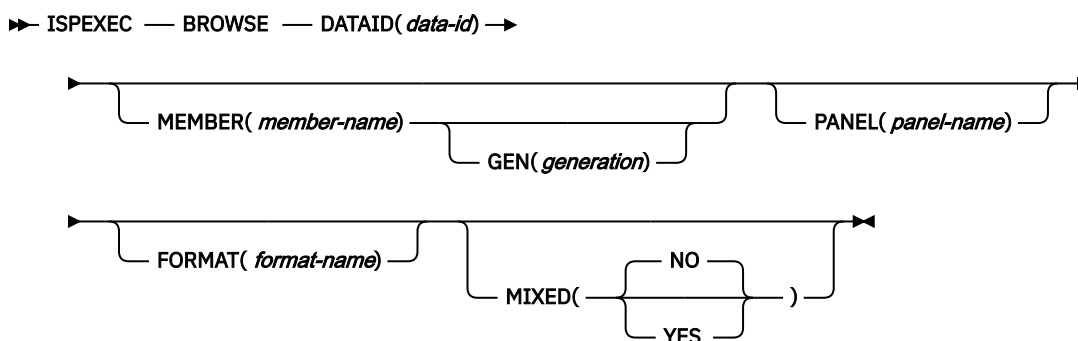 ISPEXEC BROWSE DATAID( data-id)
MEMBER( member-name) PANEL( panel-name)
GEN( generation)
FORMAT( format-name) NO
MIXED( )
YES